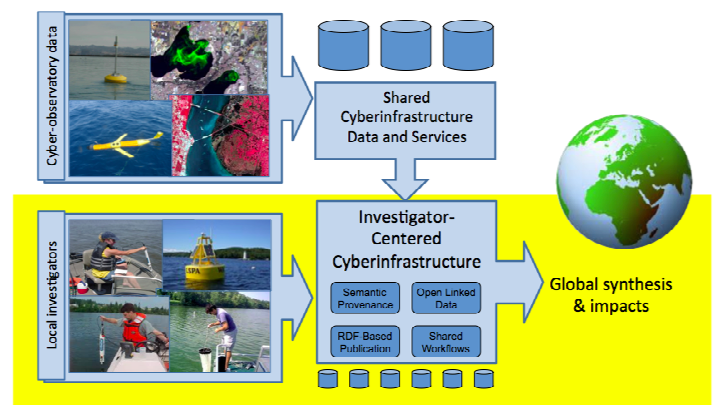 Cyber-observatory data
Shared
Cyberinfrastructure
Data and Services
Local investigators
LSPA
Investigator-
Centered
Cyberinfrastructure
Semantic
Provenance
Open Linked
Data
RDF-Based
Publication
Shared
Workflows
Global synthesis
& impacts